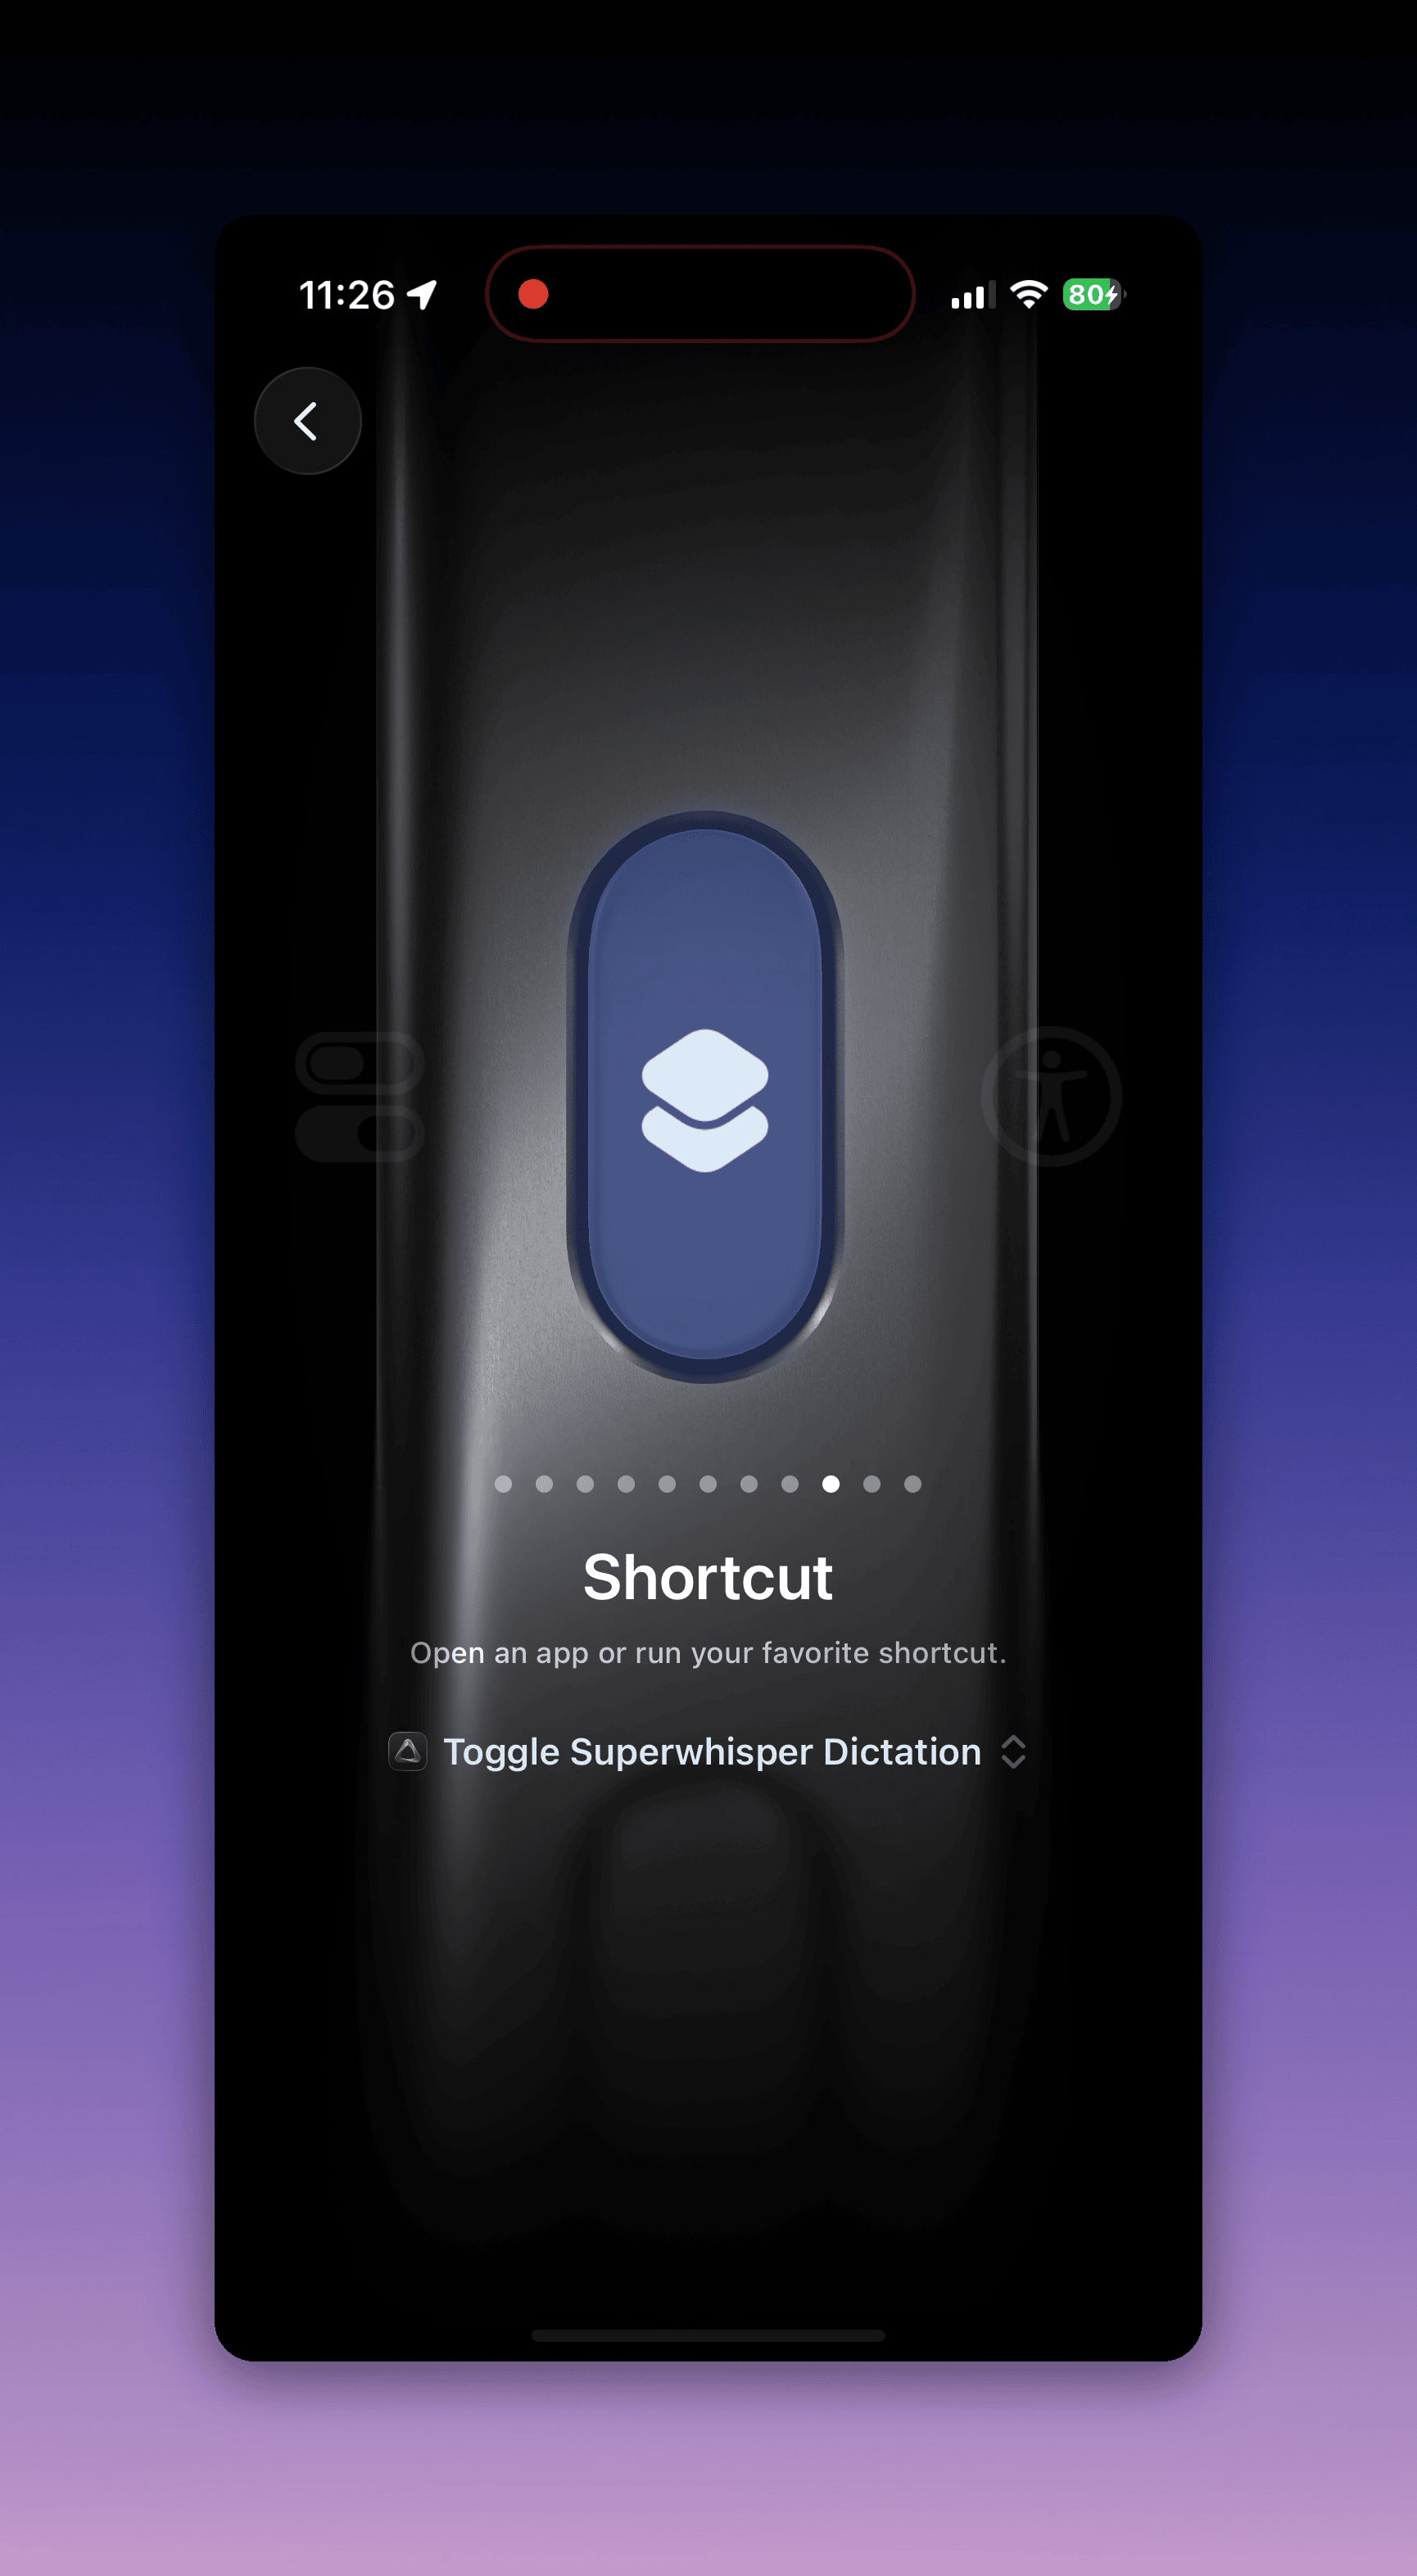 11:26
80
Shortcut
Open an app or run your favorite shortcut.
Toggle Superwhisper Dictation